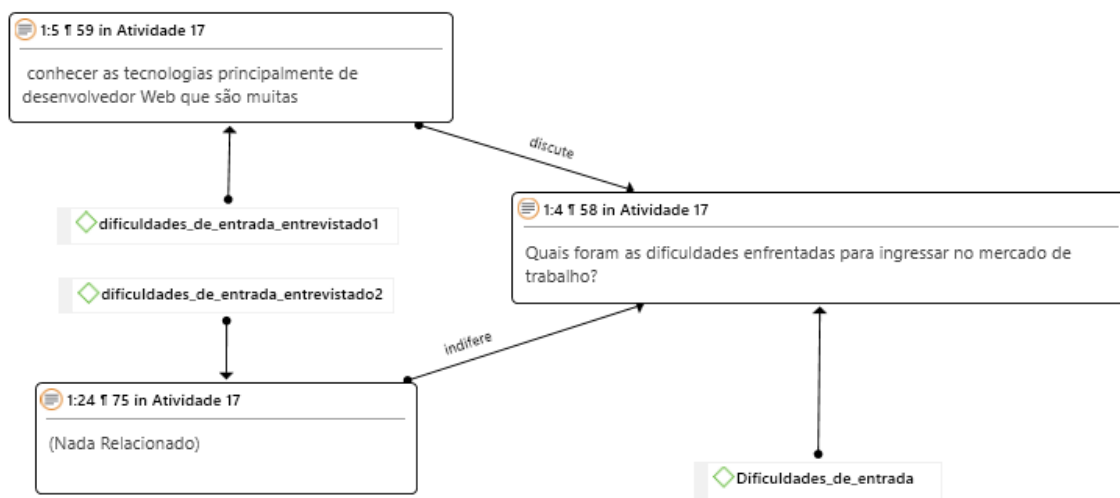 1:5 ¶ 59 in Atividade 17
conhecer as tecnologias principalmente de
desenvolvedor Web que são muitas
discute
1:4 ¶ 58 in Atividade 17
Quais foram as dificuldades enfrentadas para ingressar no mercado de
trabalho?
dificuldades_de_entrada_entrevistado1
dificuldades_de_entrada_entrevistado2
indifere
1:24 ¶ 75 in Atividade 17
(Nada Relacionado)
Dificuldades_de_entrada